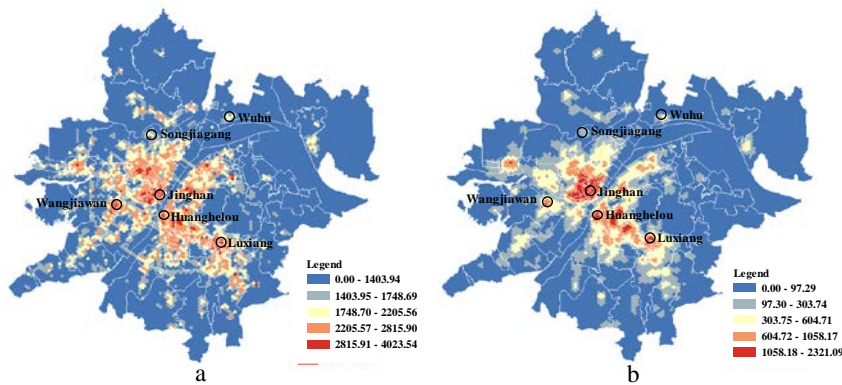 Wuhu
Songjiagang
Jinghan
Wangjiawan
Huanghelou
Luxiang
Legend
0.00 - 1403.94
1403.95 - 1748.69
1748.70 - 2205.56
2205.57 - 2815.90
2815.91 - 4023.54
a
Wuhu
Songjiagang
Jinghan
Wangjiawan
Huanghelou
Luxiang
Legend
0.00 - 97.29
97.30 - 303.74
303.75 - 604.71
604.72 - 1058.17
1058.18 - 2321.09
b